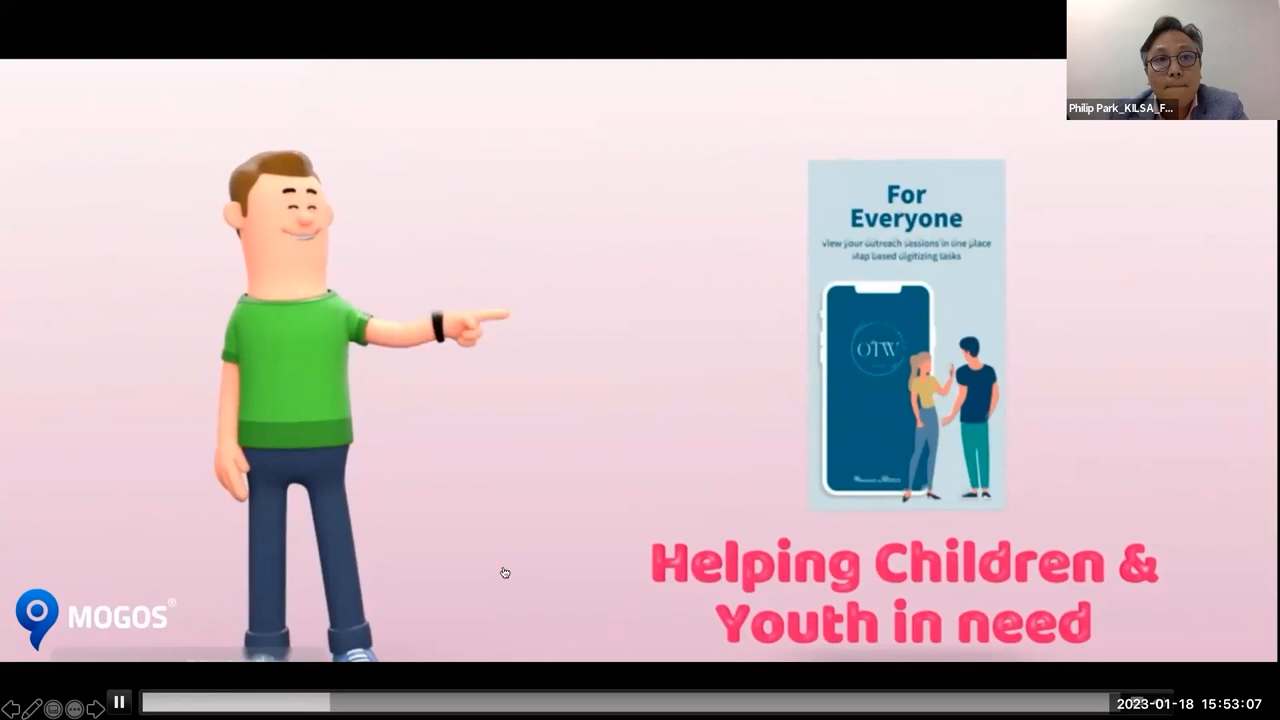 Philip Park_KILSA_F...
For
Everyone
View your outreach sessions in one place
Map based digitizing tasks
OTW
Helping Children &
Youth in need
MOGOS®
2023-01-18 15:53:07